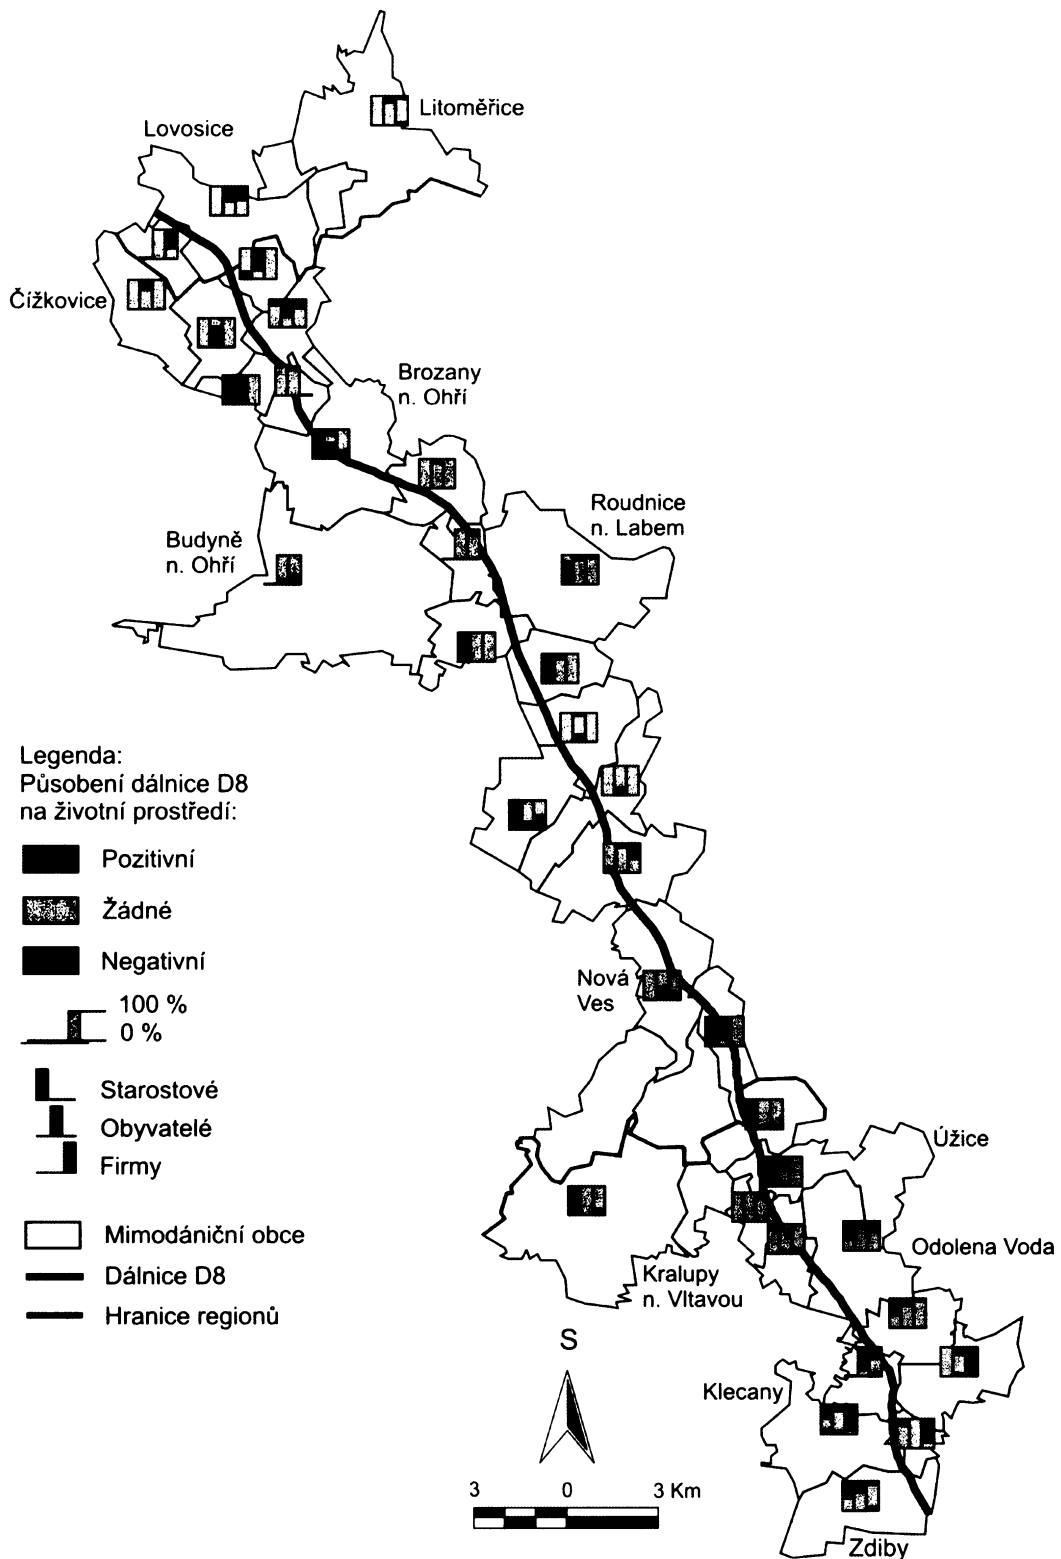 Litoměřice
Lovosice
Čížkovice
Brozany
n. Ohří
Roudnice
n. Labem
Budyně
n. Ohří
Legenda:
Působení dálnice D8
na životní prostředí:
Pozitivní
Žádné
Negativní
100 %
0 %
Starostové
Obyvatelé
Firmy
Mimodániční obce
Dálnice D8
Hranice regionů
Nová
Ves
Úžice
Odolena Voda
Kralupy
n. Vltavou
Klecany
Zdiby
S
3 0 3 Km